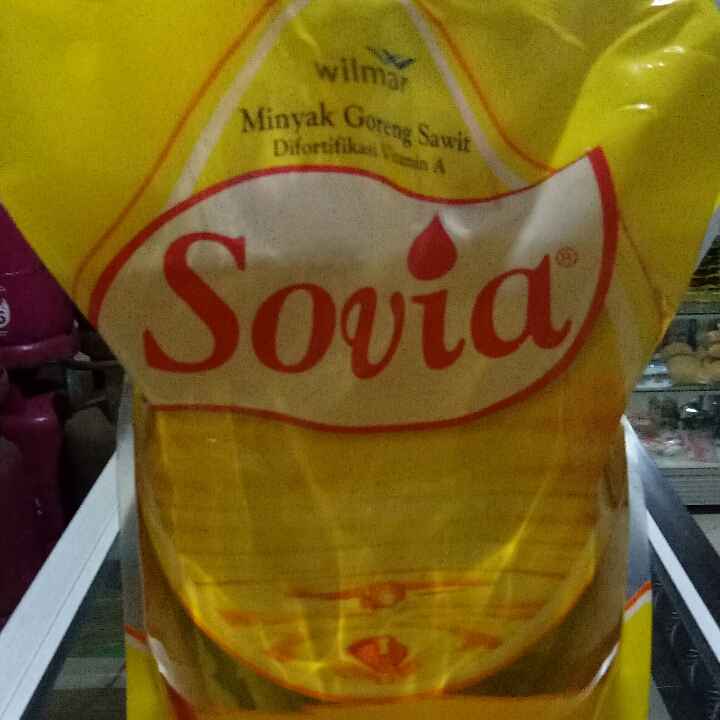 wilmar
Minyak Goreng Sawit
Difortifikasi Vitamin A
Sovia®